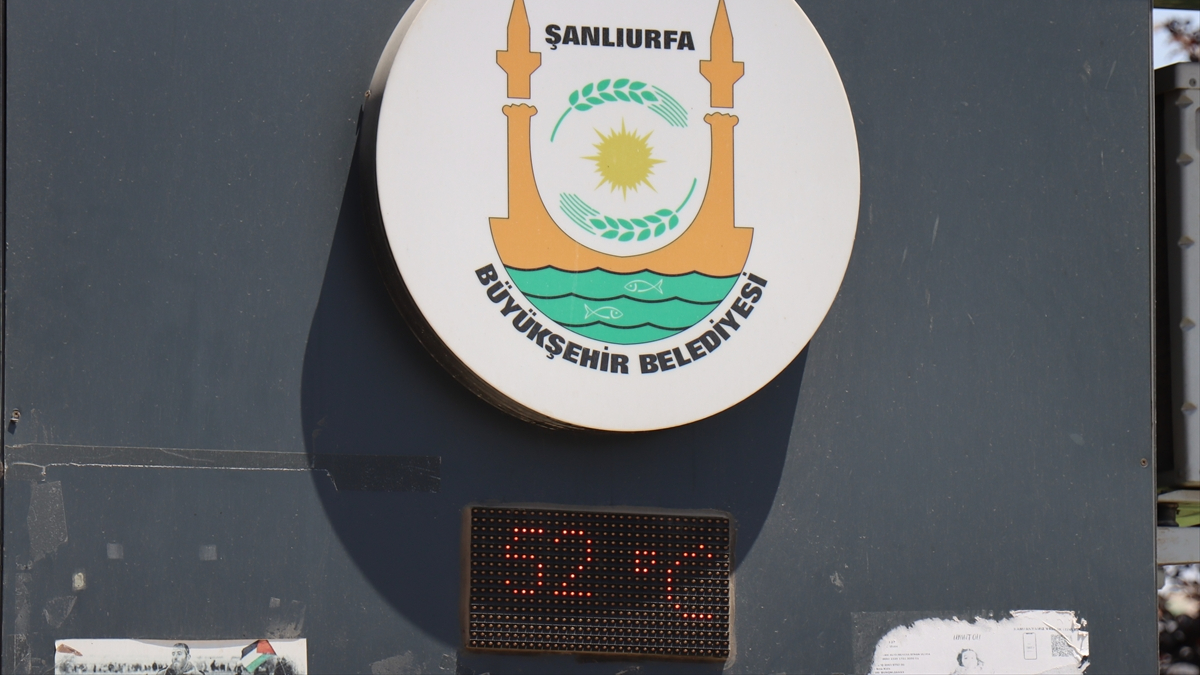 ŞANLIURFA
BÜYÜKŞEHİR BELEDİYESİ
52 °C